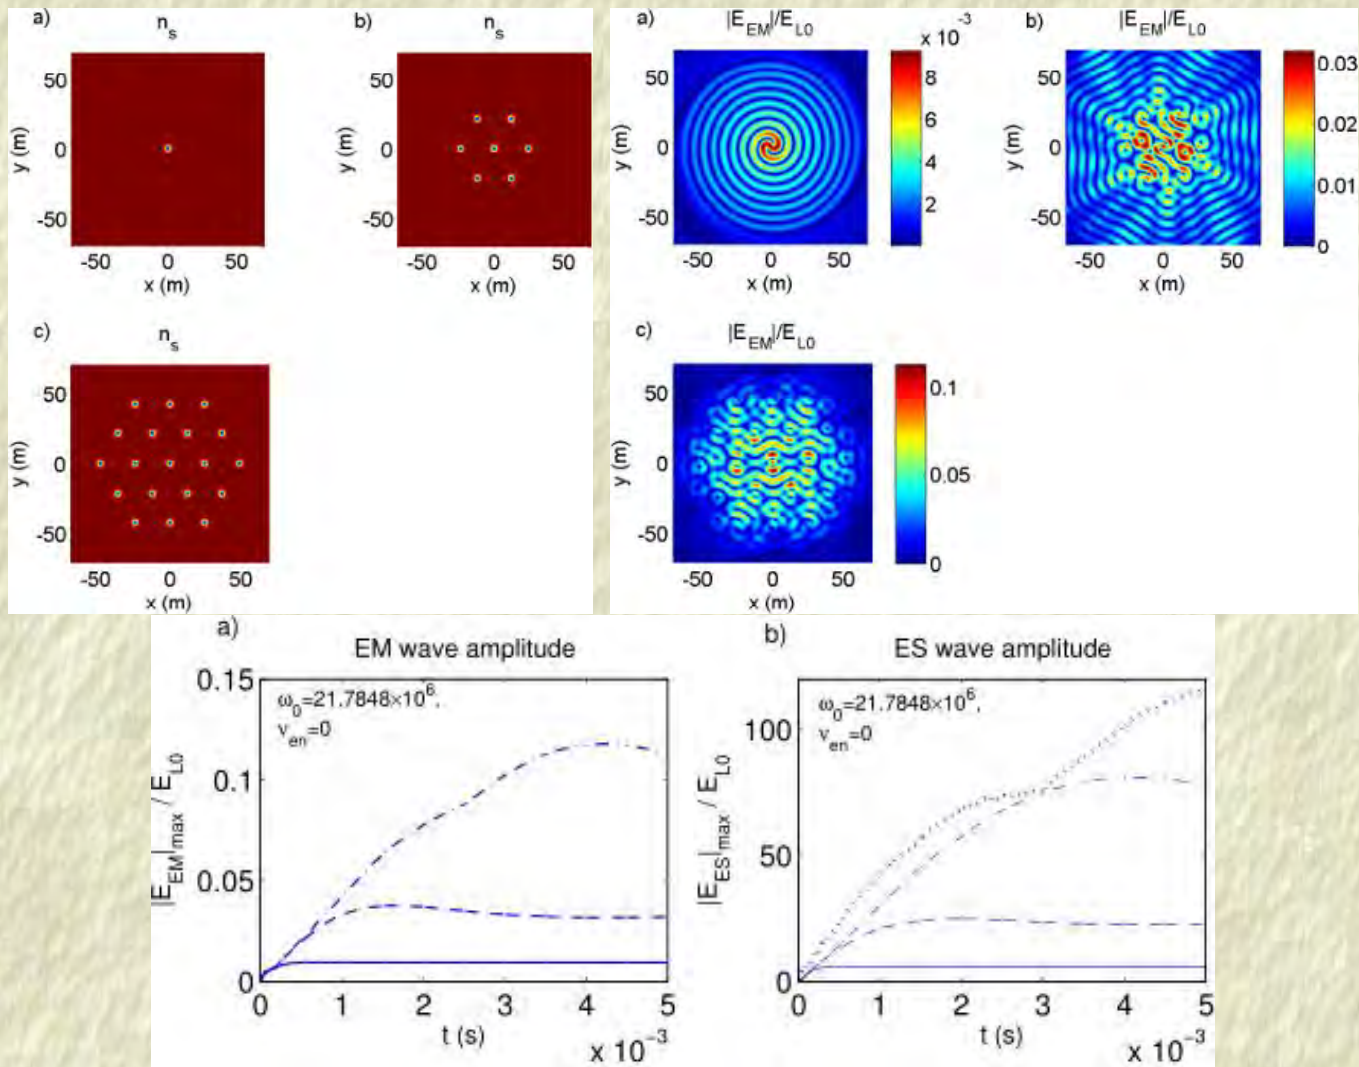 a)
n_s
50
0
-50
y (m)
-50 0 50
x (m)
b)
n_s
50
0
-50
y (m)
-50 0 50
x (m)
c)
n_s
50
0
-50
y (m)
-50 0 50
x (m)
a)
|E_EM|/E_L0
x 10^-3
50
0
-50
y (m)
-50 0 50
x (m)
8
6
4
2
b)
|E_EM|/E_L0
50
0
-50
y (m)
-50 0 50
x (m)
0.03
0.02
0.01
0
c)
|E_EM|/E_L0
50
0
-50
y (m)
-50 0 50
x (m)
0.1
0.05
0
a)
EM wave amplitude
ω_0=21.7848×10^6,
ν_en=0
0.15
0.1
0.05
0
|E_EM|_max / E_L0
0 1 2 3 4 5
t (s)
x 10^-3
b)
ES wave amplitude
ω_0=21.7848×10^6,
ν_en=0
100
50
0
|E_ES|_max / E_L0
0 1 2 3 4 5
t (s)
x 10^-3